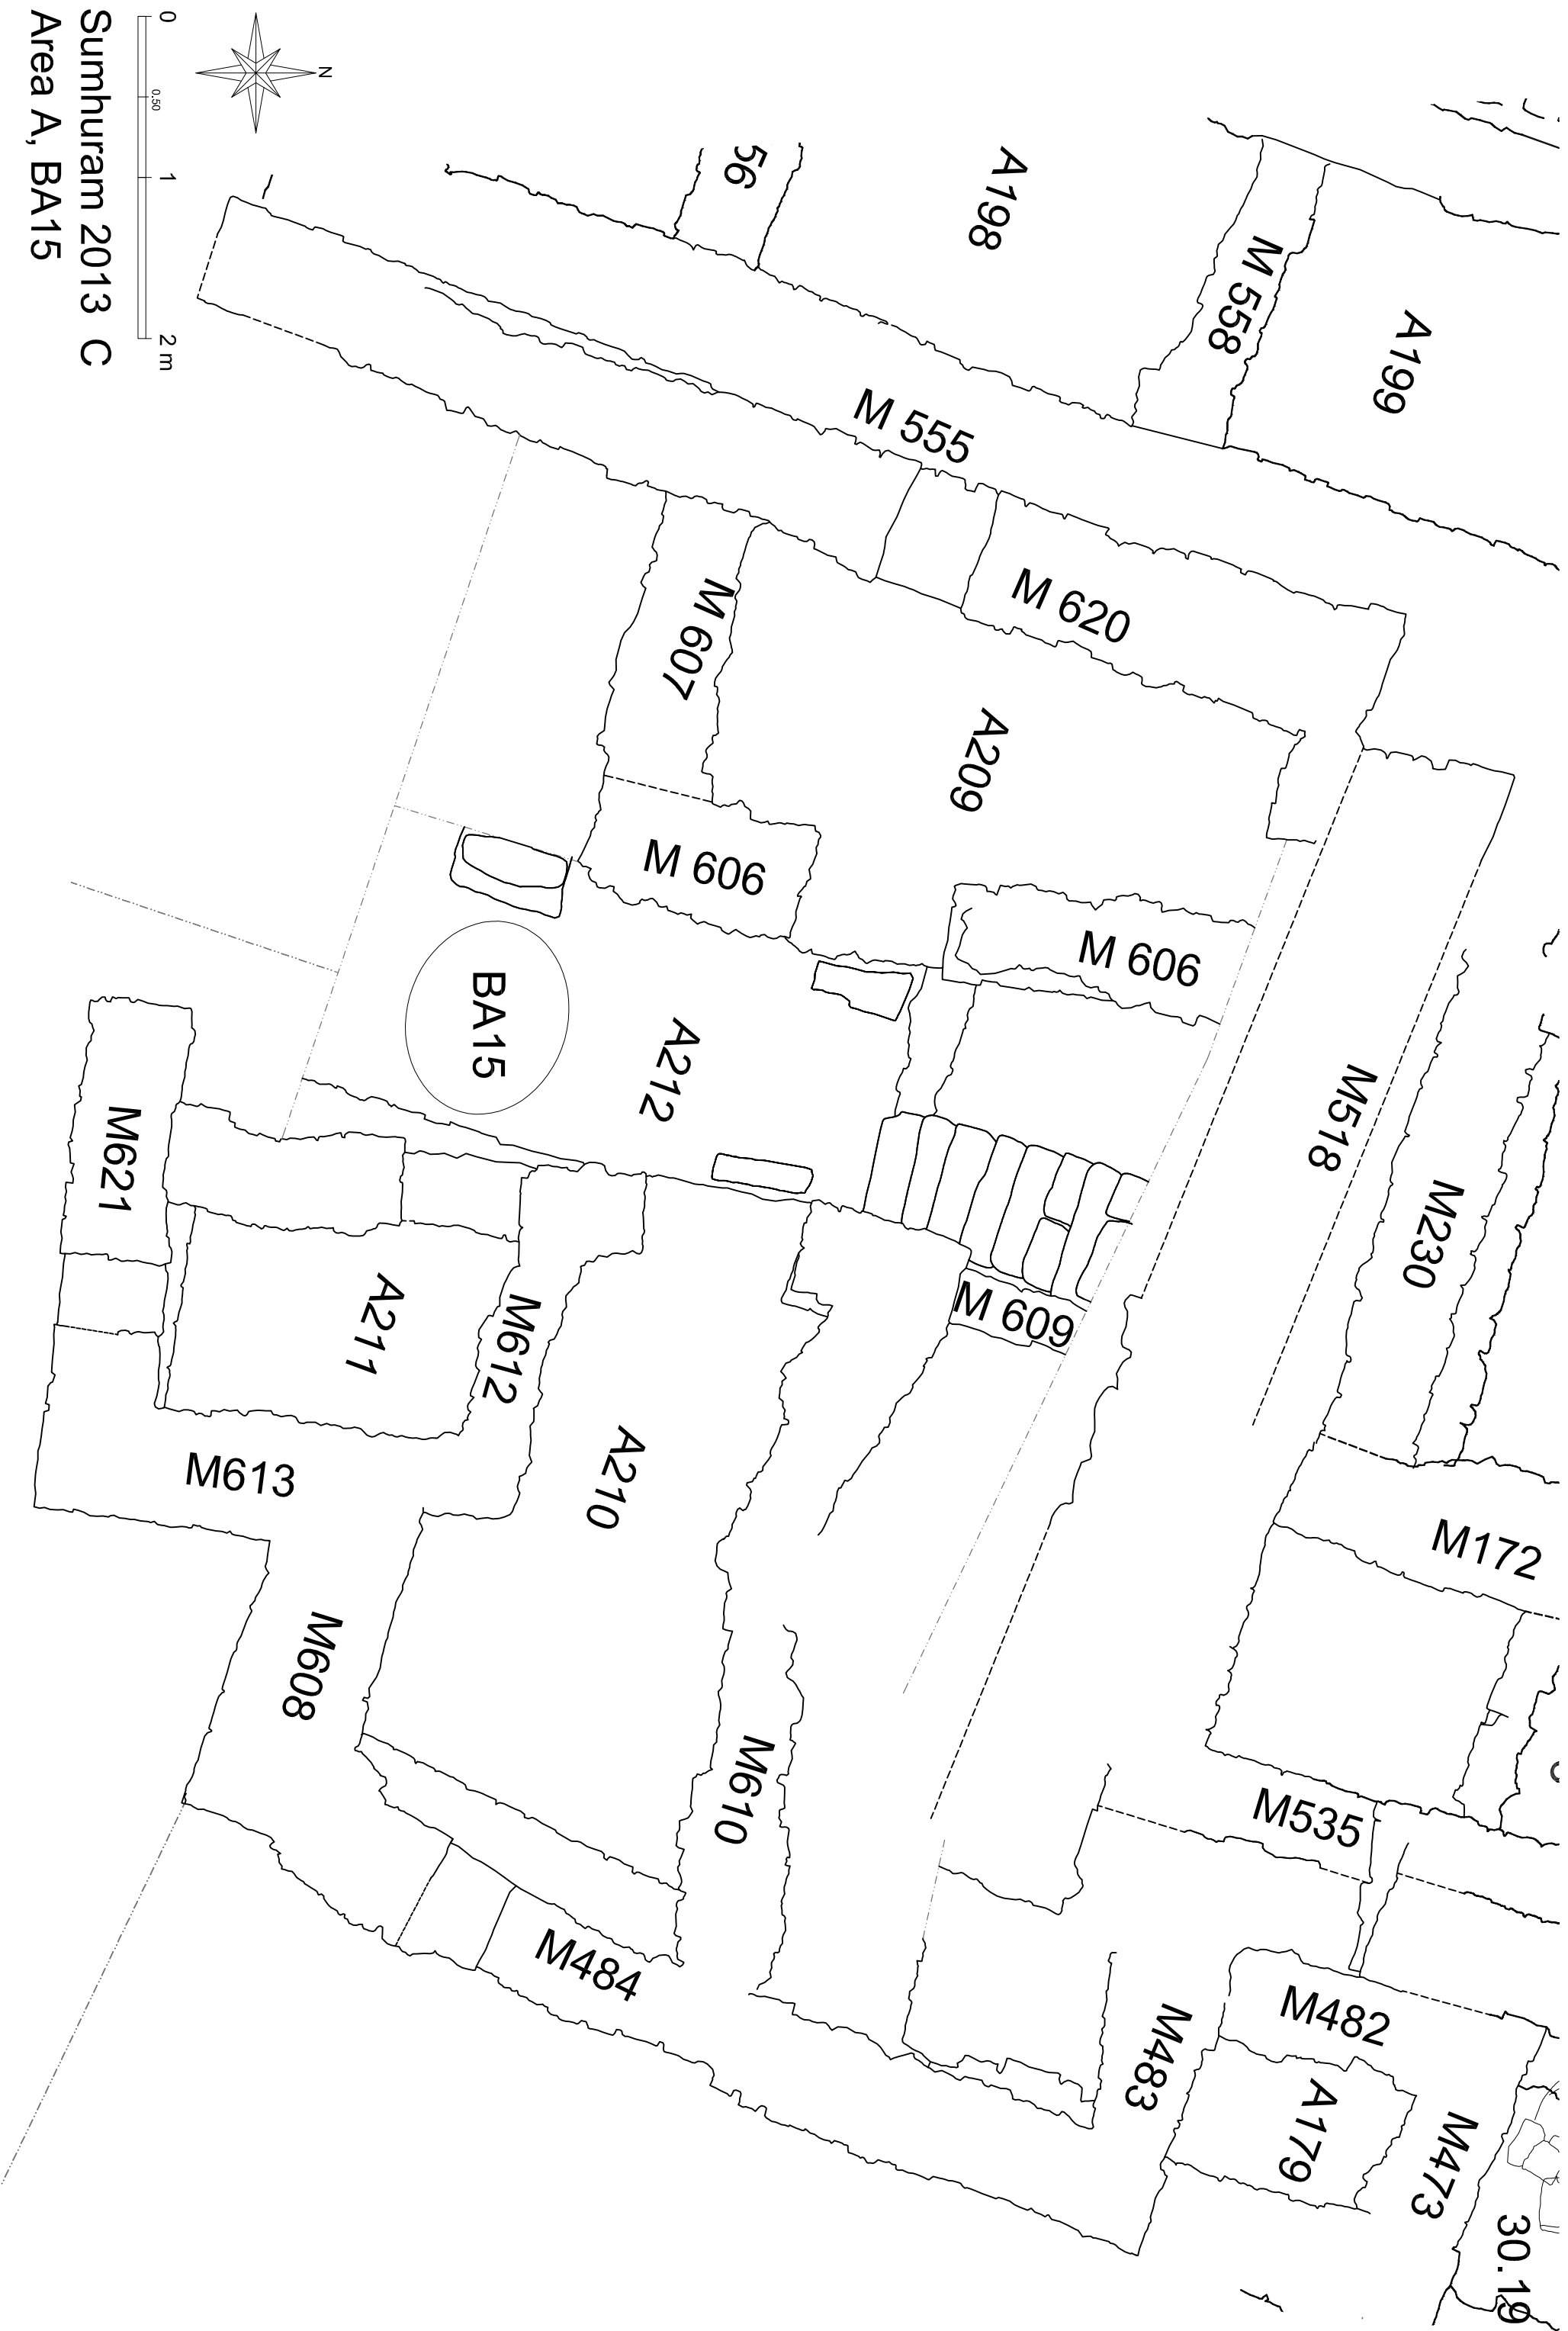 N
0
0.50
1
2 m
Sumhuram 2013 C
Area A, BA15
56
A198
M 558
A199
M 555
M 620
M 607
A209
M 606
M 606
BA15
A212
M518
M230
M621
M 609
A211
M612
M613
A210
M172
M608
M610
M535
M484
M482
M483
A179
M473
30.19